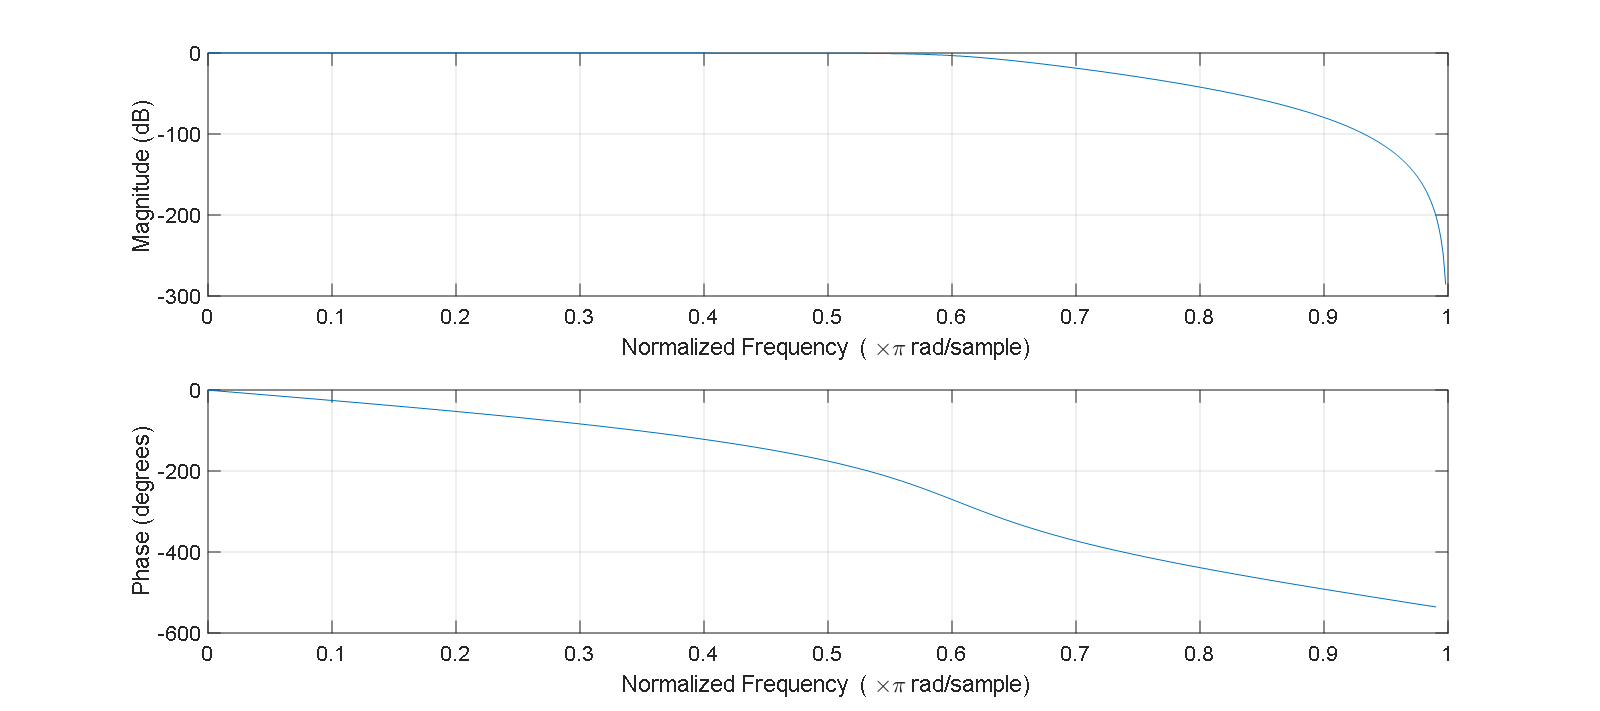 0
-100
-200
-300
Magnitude (dB)
0 0.1 0.2 0.3 0.4 0.5 0.6 0.7 0.8 0.9 1
Normalized Frequency ( ×π rad/sample)
0
-200
-400
-600
Phase (degrees)
0 0.1 0.2 0.3 0.4 0.5 0.6 0.7 0.8 0.9 1
Normalized Frequency ( ×π rad/sample)